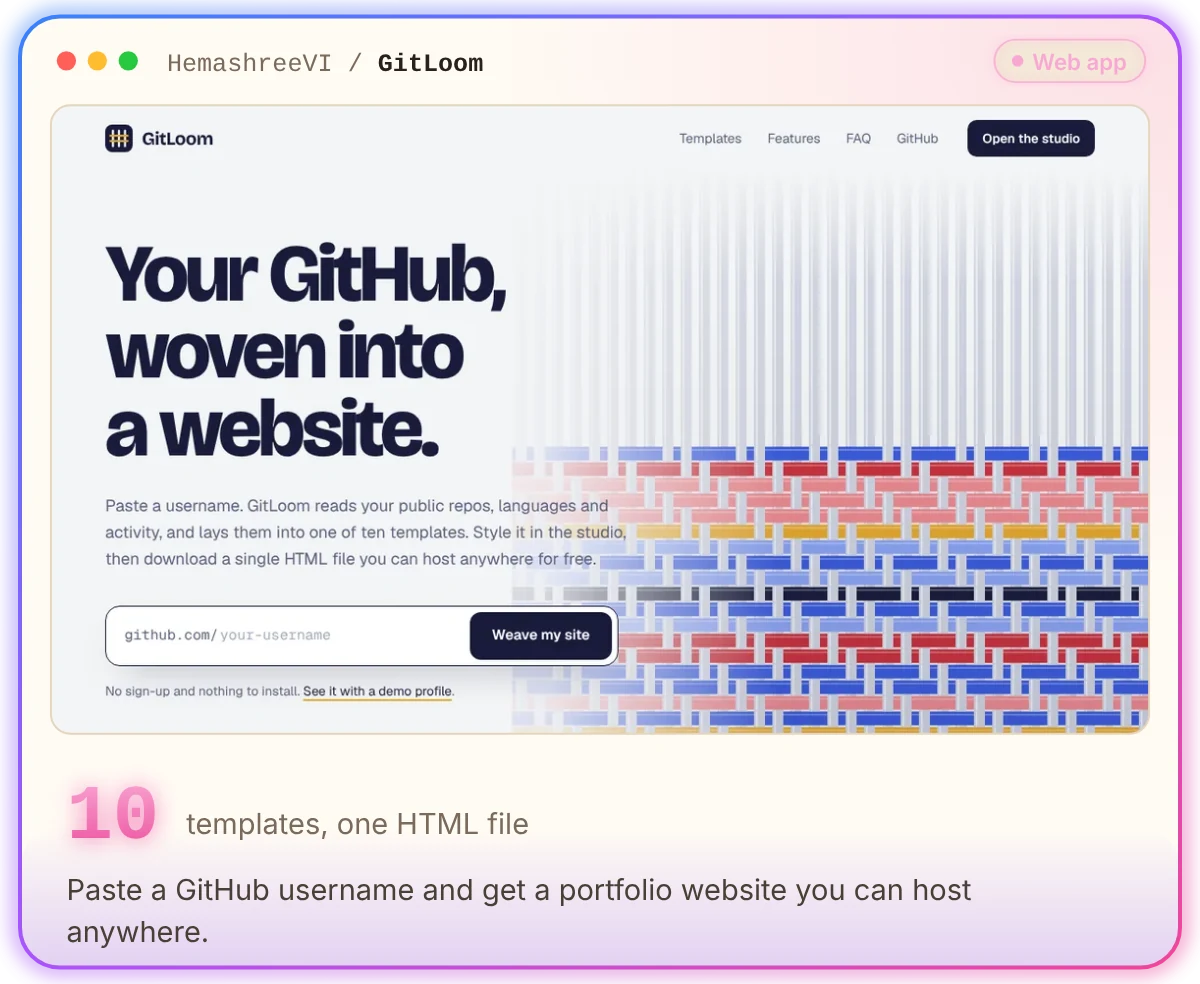 HemashreeVI / GitLoom
Web app
GitLoom
Templates
Features
FAQ
GitHub
Open the studio
Your GitHub,
woven into
a website.
Paste a username. GitLoom reads your public repos, languages and
activity, and lays them into one of ten templates. Style it in the studio,
then download a single HTML file you can host anywhere for free.
github.com/your-username
Weave my site
No sign-up and nothing to install. See it with a demo profile.
10 templates, one HTML file
Paste a GitHub username and get a portfolio website you can host
anywhere.